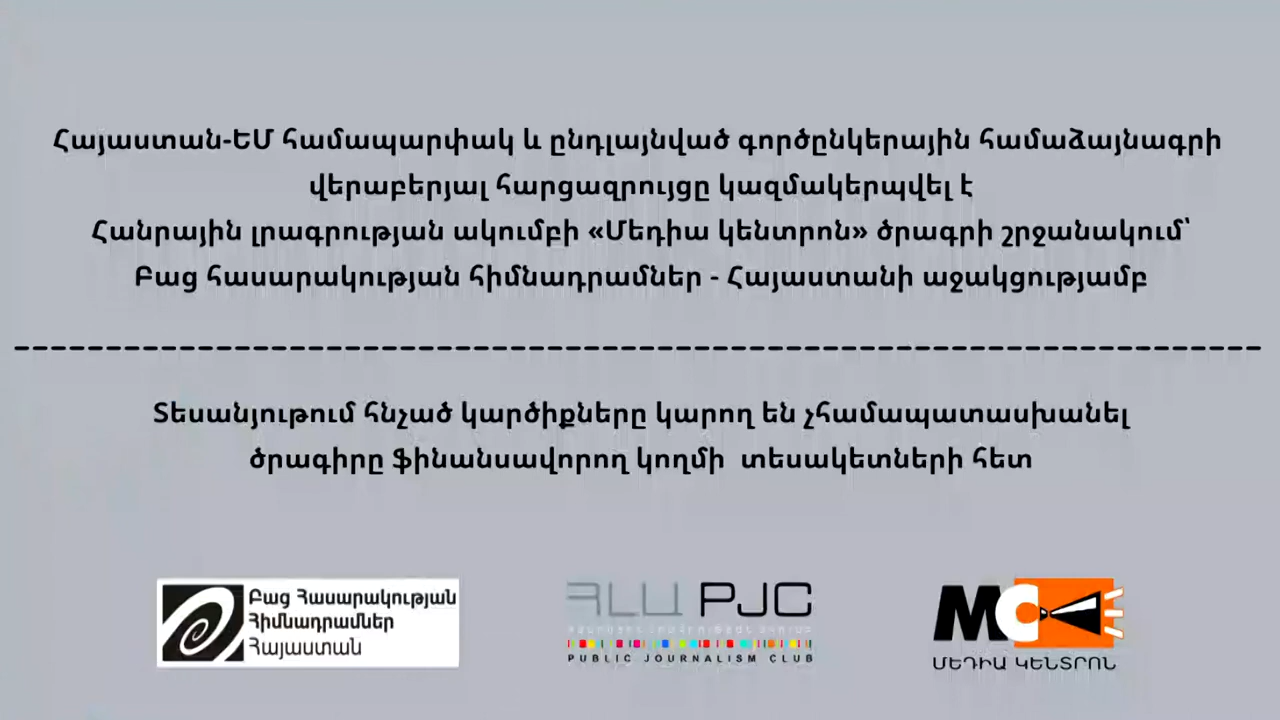 Հայաստան-ԵՄ համապարփակ և ընդլայնված գործընկերային համաձայնագրի
վերաբերյալ հարցազրույցը կազմակերպվել է
Հանրային լրագրության ակումբի «Մեդիա կենտրոն» ծրագրի շրջանակում՝
Բաց հասարակության հիմնադրամներ - Հայաստանի աջակցությամբ
Տեսանյութում հնչած կարծիքները կարող են չհամապատասխանել
ծրագիրը ֆինանսավորող կողմի տեսակետների հետ
Բաց Հասարակության
Հիմնադրամներ
Հայաստան
ՀԼԱ PJC
PUBLIC JOURNALISM CLUB
MC
ՄԵԴԻԱ ԿԵՆՏՐՈՆ